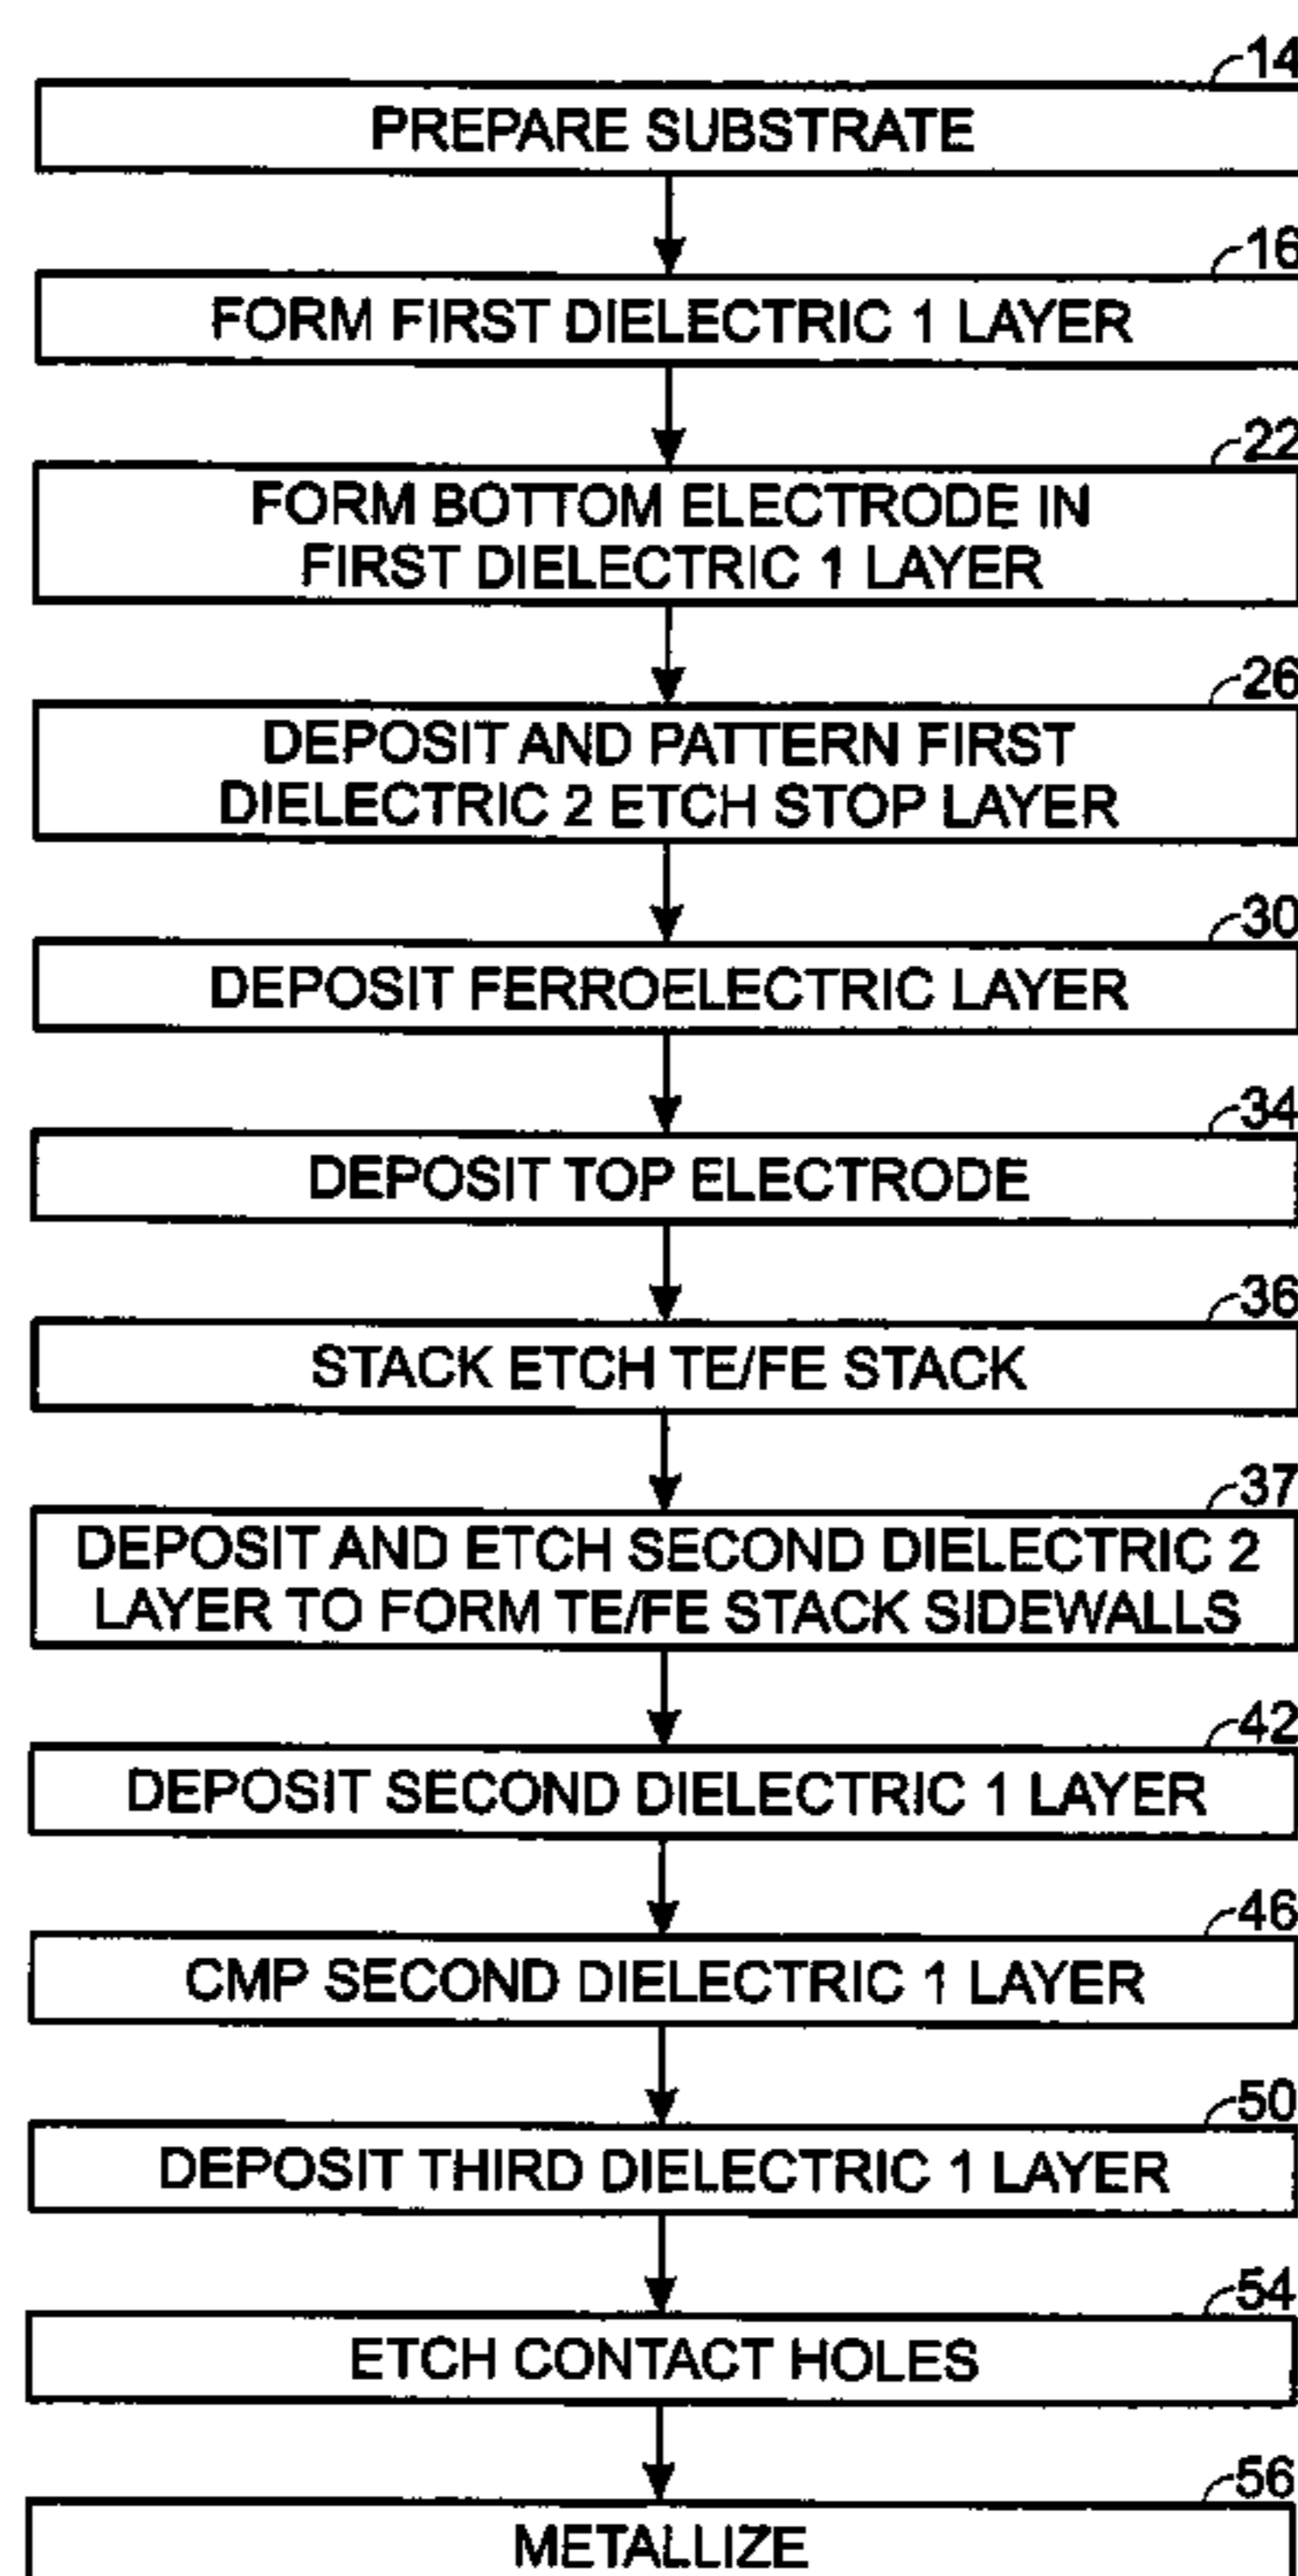 14
PREPARE SUBSTRATE
16
FORM FIRST DIELECTRIC 1 LAYER
22
FORM BOTTOM ELECTRODE IN
FIRST DIELECTRIC 1 LAYER
26
DEPOSIT AND PATTERN FIRST
DIELECTRIC 2 ETCH STOP LAYER
30
DEPOSIT FERROELECTRIC LAYER
34
DEPOSIT TOP ELECTRODE
36
STACK ETCH TE/FE STACK
37
DEPOSIT AND ETCH SECOND DIELECTRIC 2
LAYER TO FORM TE/FE STACK SIDEWALLS
42
DEPOSIT SECOND DIELECTRIC 1 LAYER
46
CMP SECOND DIELECTRIC 1 LAYER
50
DEPOSIT THIRD DIELECTRIC 1 LAYER
54
ETCH CONTACT HOLES
56
METALLIZE